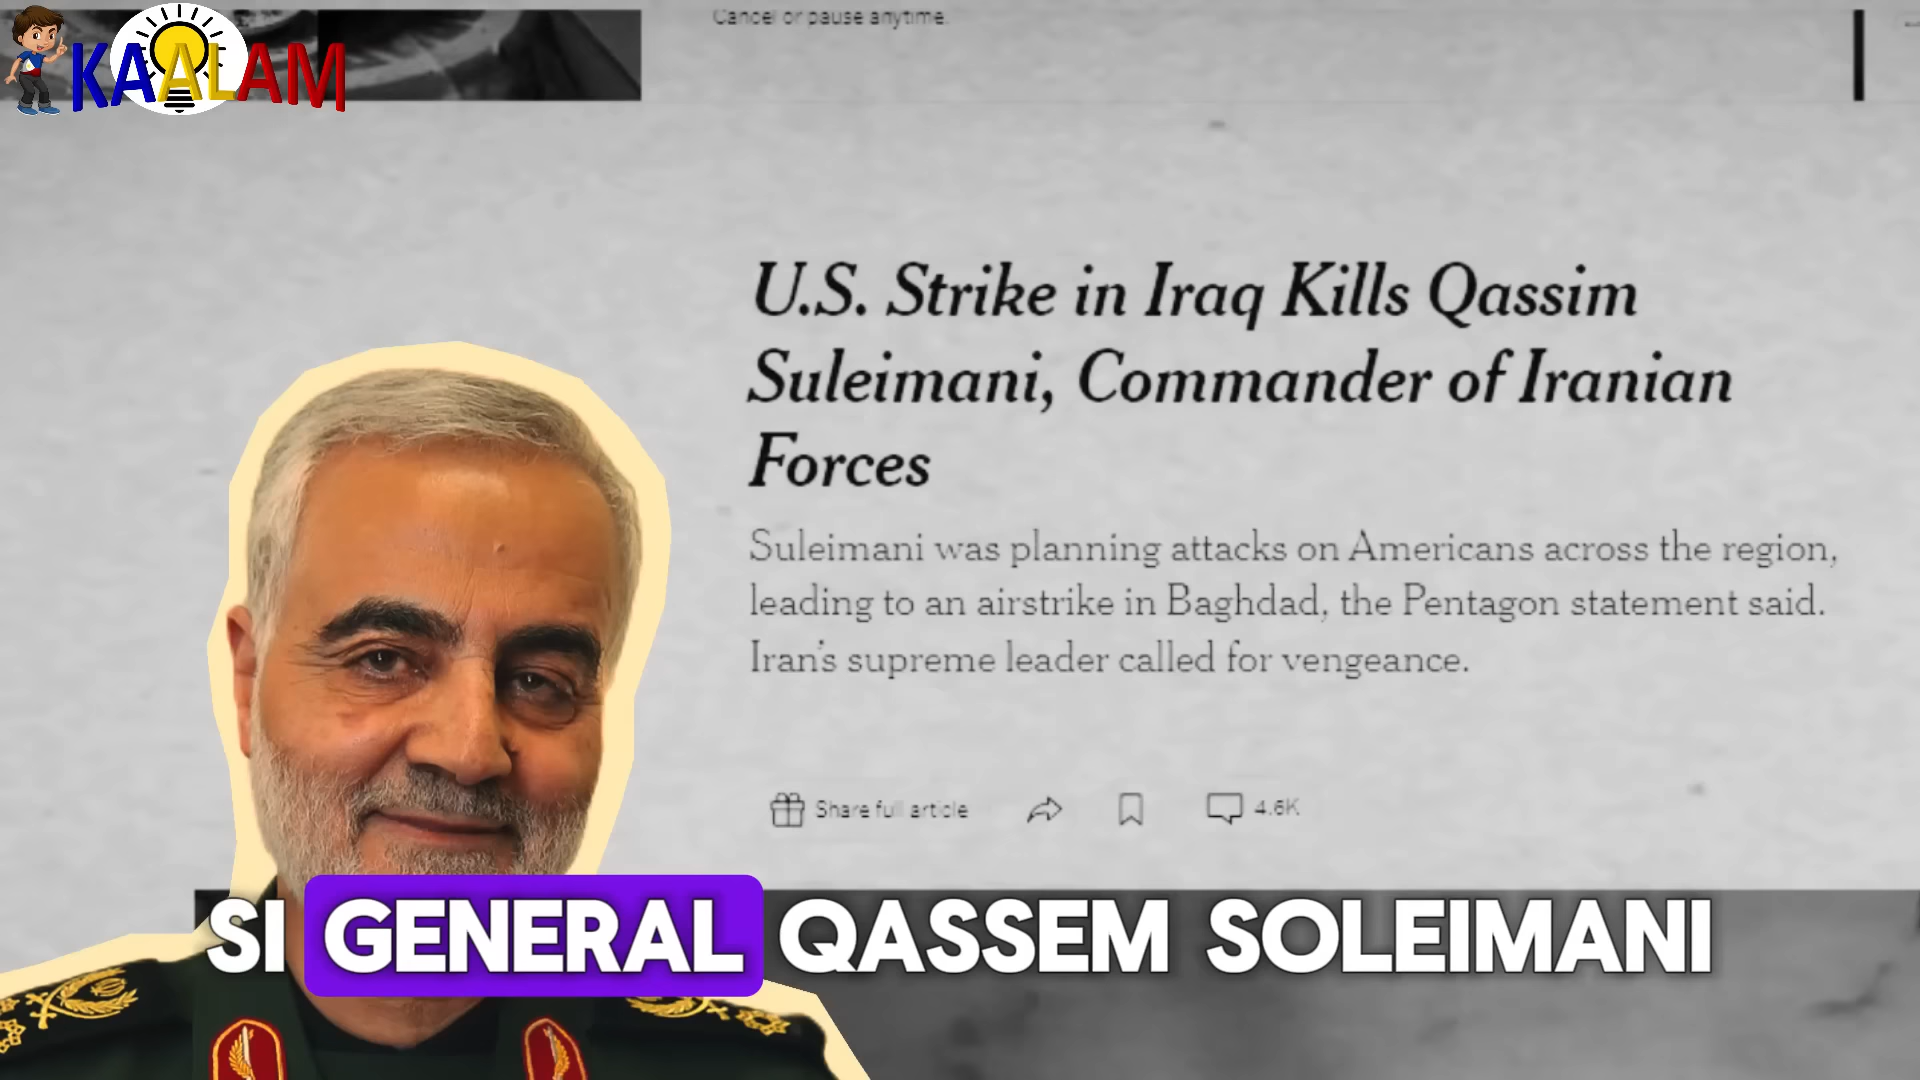 Cancel or pause anytime.
KAALAM
U.S. Strike in Iraq Kills Qassim
Suleimani, Commander of Iranian
Forces
Suleimani was planning attacks on Americans across the region,
leading to an airstrike in Baghdad, the Pentagon statement said.
Iran's supreme leader called for vengeance.
Share full article
4.6K
SI GENERAL QASSEM SOLEIMANI